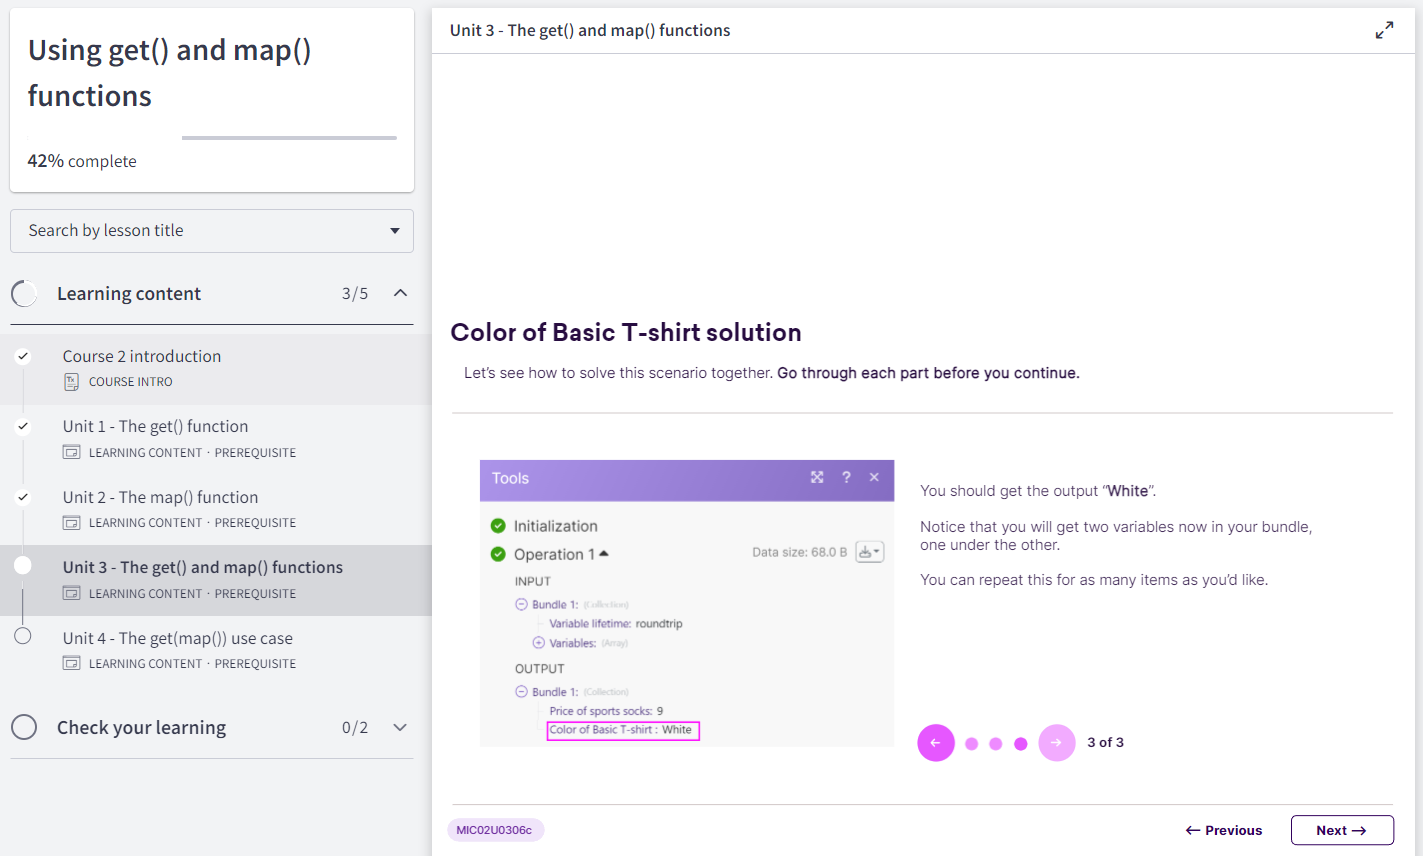 Using get() and map()
functions
42% complete
Search by lesson title
Learning content 3/5
Course 2 introduction
COURSE INTRO
Unit 1 - The get() function
LEARNING CONTENT · PREREQUISITE
Unit 2 - The map() function
LEARNING CONTENT · PREREQUISITE
Unit 3 - The get() and map() functions
LEARNING CONTENT · PREREQUISITE
Unit 4 - The get(map()) use case
LEARNING CONTENT · PREREQUISITE
Check your learning 0/2
Unit 3 - The get() and map() functions
Color of Basic T-shirt solution
Let's see how to solve this scenario together. Go through each part before you continue.
Tools ?
Initialization
Operation 1 Data size: 68.0 B
INPUT
Bundle 1: (Collection)
Variable lifetime: roundtrip
Variables: (Array)
OUTPUT
Bundle 1: (Collection)
Price of sports socks: 9
Color of Basic T-shirt : White
You should get the output “White”.
Notice that you will get two variables now in your bundle,
one under the other.
You can repeat this for as many items as you’d like.
3 of 3
MIC02U0306c
← Previous
Next →